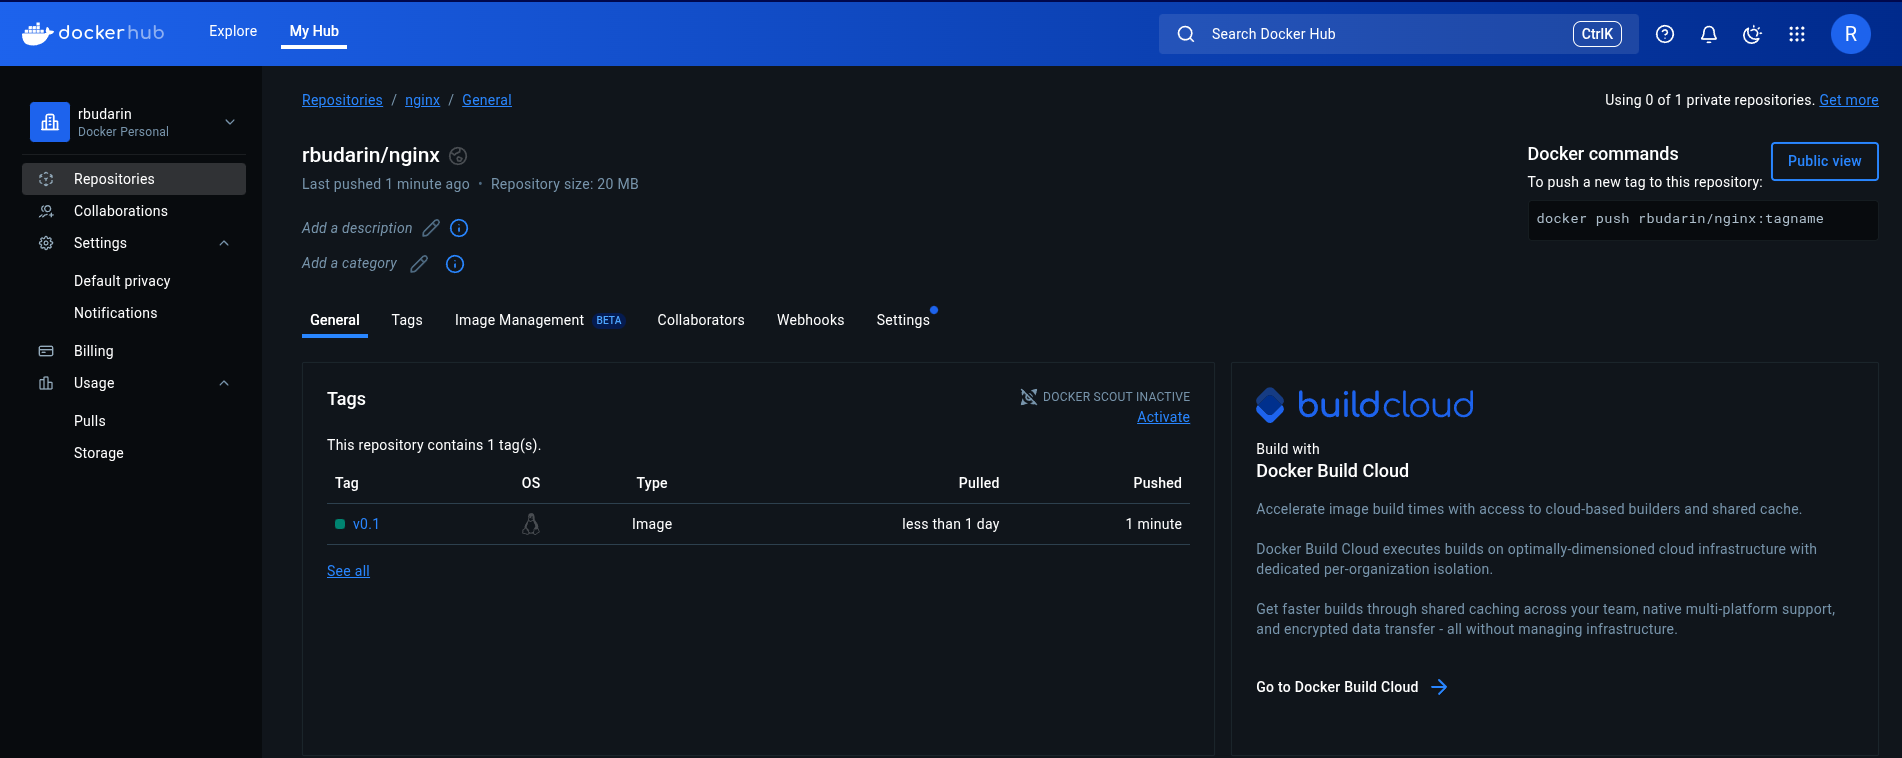 dockerhub
Explore
My Hub
Search Docker Hub
CtrlK
R
rbudarin
Docker Personal
Repositories
Collaborations
Settings
Default privacy
Notifications
Billing
Usage
Pulls
Storage
Repositories / nginx / General
Using 0 of 1 private repositories. Get more
rbudarin/nginx
Last pushed 1 minute ago • Repository size: 20 MB
Add a description
Add a category
Docker commands
Public view
To push a new tag to this repository:
docker push rbudarin/nginx:tagname
General
Tags
Image Management BETA
Collaborators
Webhooks
Settings
Tags
DOCKER SCOUT INACTIVE
Activate
This repository contains 1 tag(s).
Tag OS Type Pulled Pushed
v0.1 Image less than 1 day 1 minute
See all
buildcloud
Build with
Docker Build Cloud
Accelerate image build times with access to cloud-based builders and shared cache.
Docker Build Cloud executes builds on optimally-dimensioned cloud infrastructure with
dedicated per-organization isolation.
Get faster builds through shared caching across your team, native multi-platform support,
and encrypted data transfer - all without managing infrastructure.
Go to Docker Build Cloud